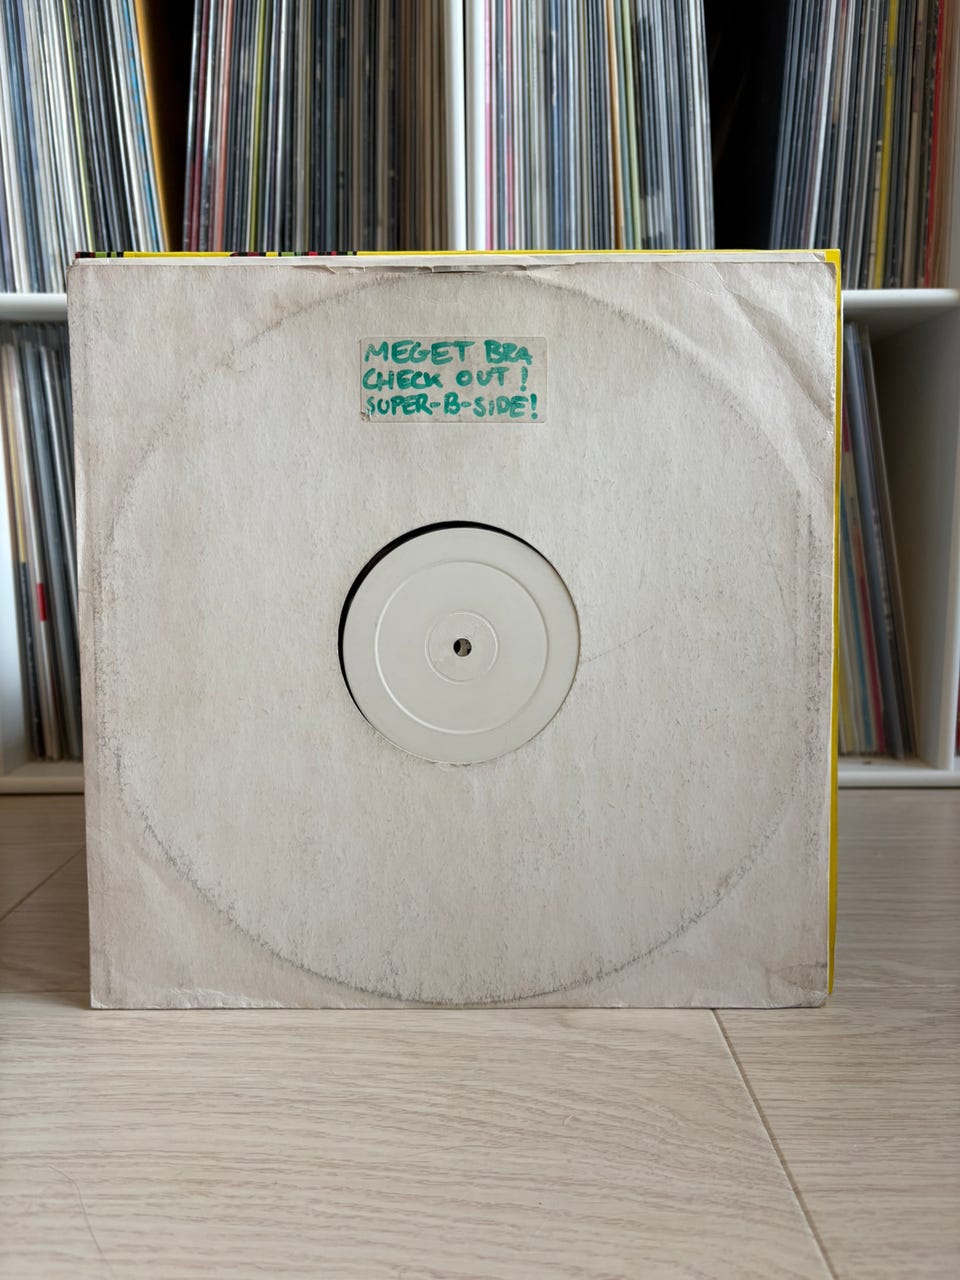 MEGET BRA
CHECK OUT!
SUPER-B-SIDE!